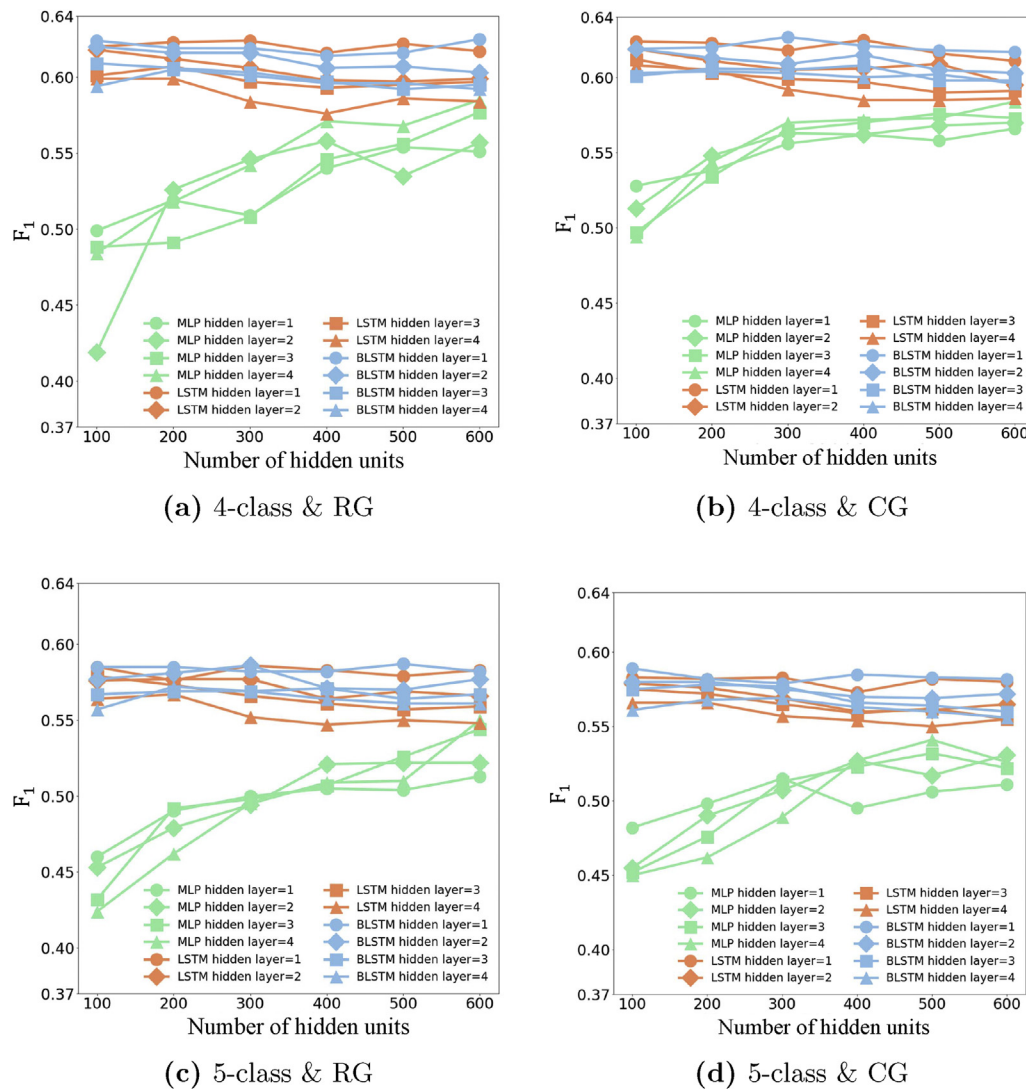 0.64
0.60
0.55
0.50
0.45
0.40
0.37
F1
MLP hidden layer=1
MLP hidden layer=2
MLP hidden layer=3
MLP hidden layer=4
LSTM hidden layer=1
LSTM hidden layer=2
LSTM hidden layer=3
LSTM hidden layer=4
BLSTM hidden layer=1
BLSTM hidden layer=2
BLSTM hidden layer=3
BLSTM hidden layer=4
100 200 300 400 500 600
Number of hidden units
(a) 4-class & RG
0.64
0.60
0.55
0.50
0.45
0.40
0.37
F1
MLP hidden layer=1
MLP hidden layer=2
MLP hidden layer=3
MLP hidden layer=4
LSTM hidden layer=1
LSTM hidden layer=2
LSTM hidden layer=3
LSTM hidden layer=4
BLSTM hidden layer=1
BLSTM hidden layer=2
BLSTM hidden layer=3
BLSTM hidden layer=4
100 200 300 400 500 600
Number of hidden units
(b) 4-class & CG
0.64
0.60
0.55
0.50
0.45
0.40
0.37
F1
MLP hidden layer=1
MLP hidden layer=2
MLP hidden layer=3
MLP hidden layer=4
LSTM hidden layer=1
LSTM hidden layer=2
LSTM hidden layer=3
LSTM hidden layer=4
BLSTM hidden layer=1
BLSTM hidden layer=2
BLSTM hidden layer=3
BLSTM hidden layer=4
100 200 300 400 500 600
Number of hidden units
(c) 5-class & RG
0.64
0.60
0.55
0.50
0.45
0.40
0.37
F1
MLP hidden layer=1
MLP hidden layer=2
MLP hidden layer=3
MLP hidden layer=4
LSTM hidden layer=1
LSTM hidden layer=2
LSTM hidden layer=3
LSTM hidden layer=4
BLSTM hidden layer=1
BLSTM hidden layer=2
BLSTM hidden layer=3
BLSTM hidden layer=4
100 200 300 400 500 600
Number of hidden units
(d) 5-class & CG